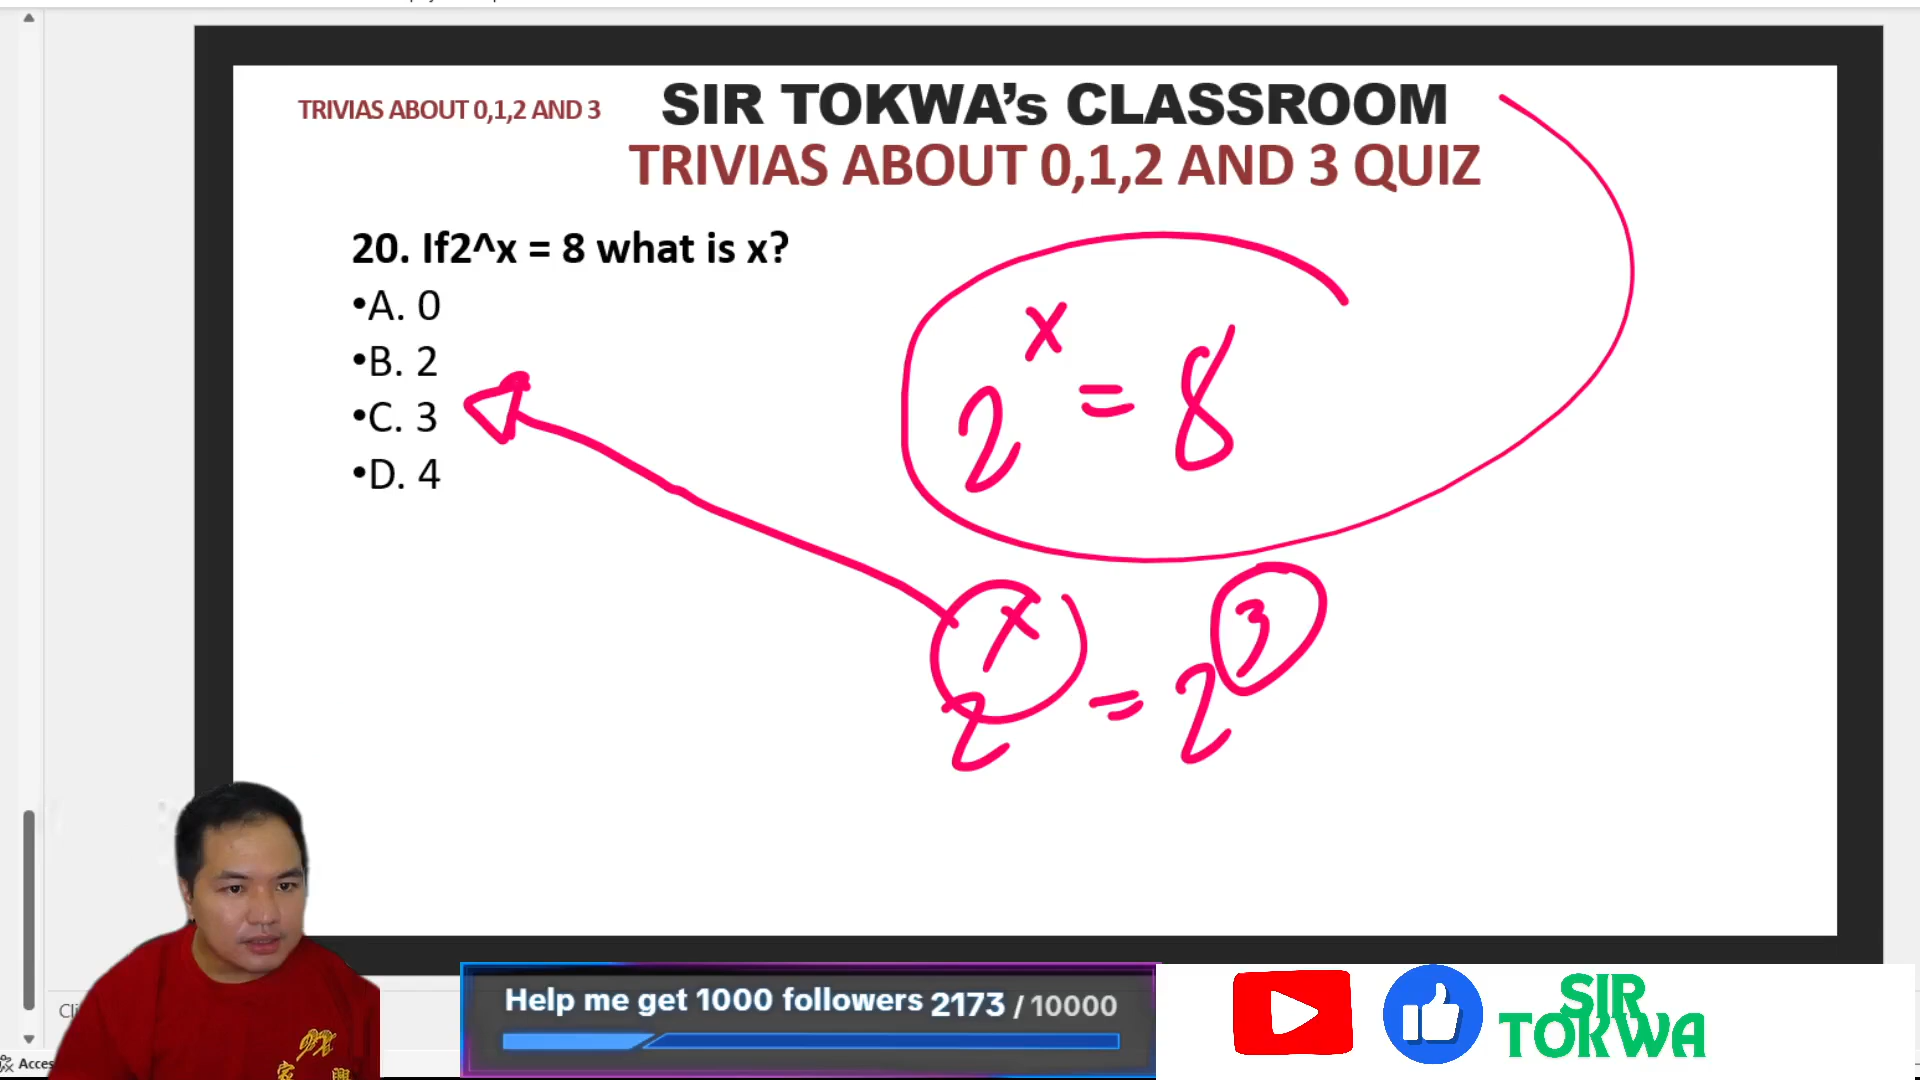 TRIVIAS ABOUT 0,1,2 AND 3
SIR TOKWA's CLASSROOM
TRIVIAS ABOUT 0,1,2 AND 3 QUIZ
20. If2^x = 8 what is x?
•A. 0
•B. 2
•C. 3
•D. 4
2^x = 8
2^x = 2^3
Help me get 1000 followers 2173 / 10000
SIR
TOKWA